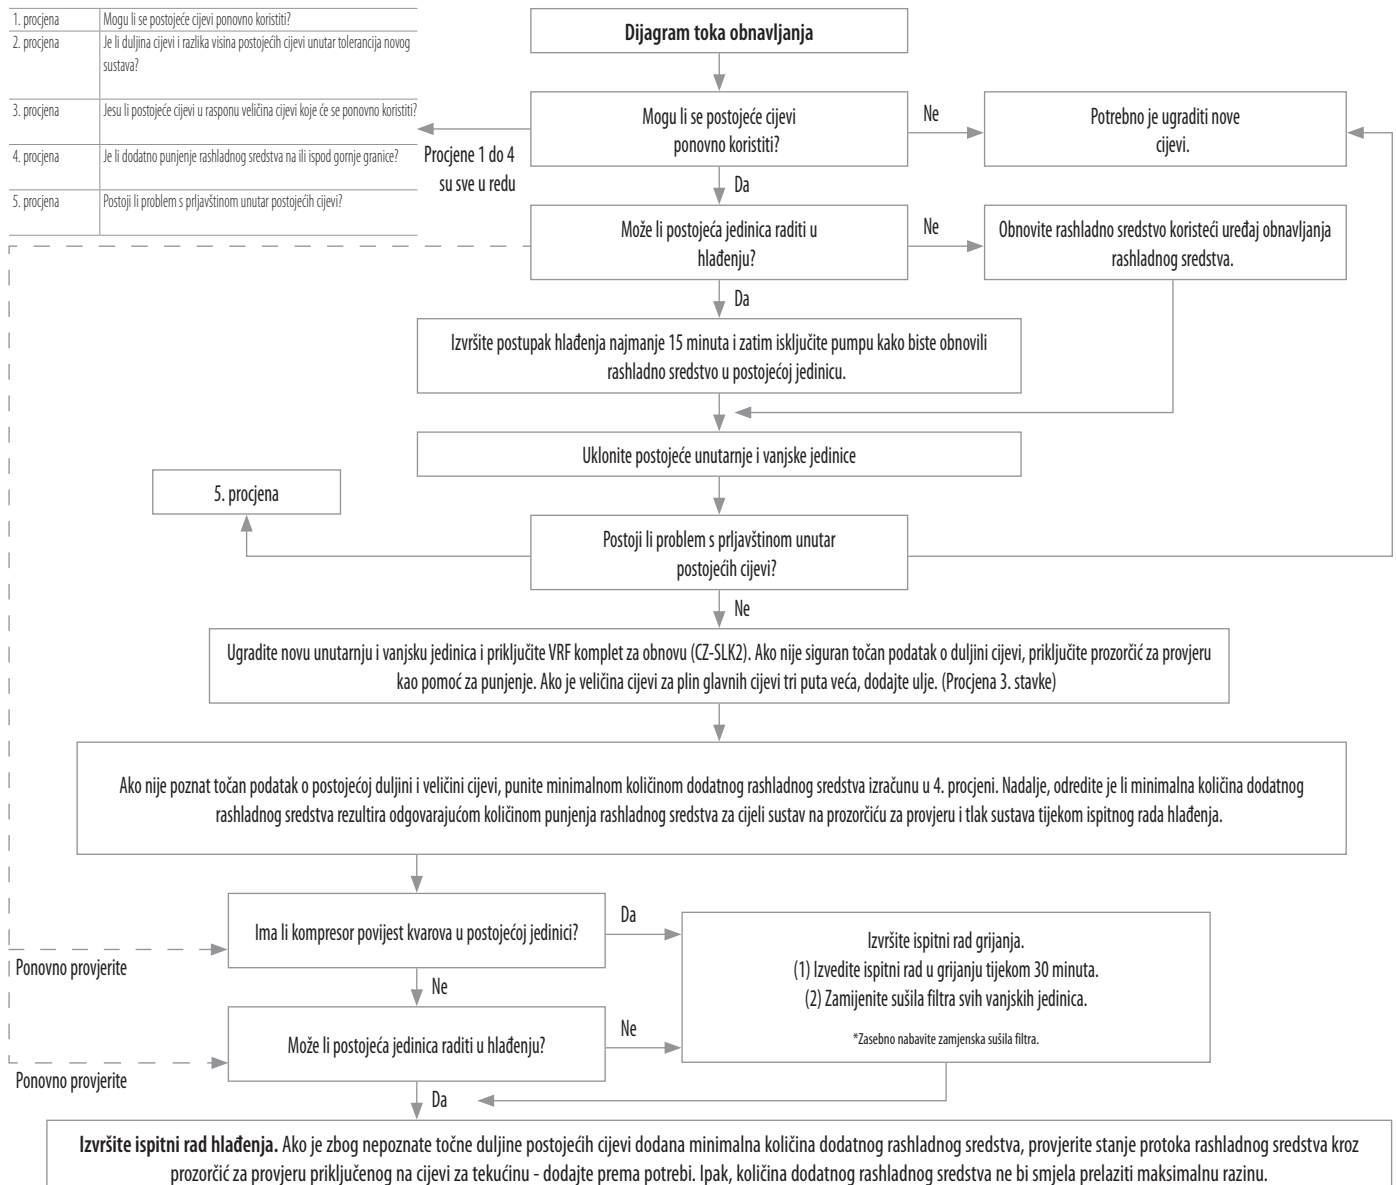 1. procjena Mogu li se postojeće cijevi ponovno koristiti?
2. procjena Je li duljina cijevi i razlika visina postojećih cijevi unutar tolerancija novog
sustava?
3. procjena Jesu li postojeće cijevi u rasponu veličina cijevi koje će se ponovno koristiti?
4. procjena Je li dodatno punjenje rashladnog sredstva na ili ispod gornje granice?
5. procjena Postoji li problem s prljavštinom unutar postojećih cijevi?
Dijagram toka obnavljanja
Mogu li se postojeće cijevi
ponovno koristiti?
Ne
Potrebno je ugraditi nove
cijevi.
Procjene 1 do 4
su sve u redu
Da
Može li postojeća jedinica raditi u
hlađenju?
Ne
Obnovite rashladno sredstvo koristeći uređaj obnavljanja
rashladnog sredstva.
Da
Izvršite postupak hlađenja najmanje 15 minuta i zatim isključite pumpu kako biste obnovili
rashladno sredstvo u postojećoj jedinicu.
Uklonite postojeće unutarnje i vanjske jedinice
5. procjena
Postoji li problem s prljavštinom unutar
postojećih cijevi?
Ne
Ugradite novu unutarnju i vanjsku jedinica i priključite VRF komplet za obnovu (CZ-SLK2). Ako nije siguran točan podatak o duljini cijevi, priključite prozorčić za provjeru
kao pomoć za punjenje. Ako je veličina cijevi za plin glavnih cijevi tri puta veća, dodajte ulje. (Procjena 3. stavke)
Ako nije poznat točan podatak o postojećoj duljini i veličini cijevi, punite minimalnom količinom dodatnog rashladnog sredstva izračunu u 4. procjeni. Nadalje, odredite je li minimalna količina dodatnog
rashladnog sredstva rezultira odgovarajućom količinom punjenja rashladnog sredstva za cijeli sustav na prozorčiću za provjeru i tlak sustava tijekom ispitnog rada hlađenja.
Ima li kompresor povijest kvarova u postojećoj jedinici?
Da
Izvršite ispitni rad grijanja.
(1) Izvedite ispitni rad u grijanju tijekom 30 minuta.
(2) Zamijenite sušila filtra svih vanjskih jedinica.
*Zasebno nabavite zamjenska sušila filtra.
Ponovno provjerite
Ne
Može li postojeća jedinica raditi u hlađenju?
Ne
Ponovno provjerite
Da
Izvršite ispitni rad hlađenja. Ako je zbog nepoznate točne duljine postojećih cijevi dodana minimalna količina dodatnog rashladnog sredstva, provjerite stanje protoka rashladnog sredstva kroz
prozorčić za provjeru priključenog na cijevi za tekućinu - dodajte prema potrebi. Ipak, količina dodatnog rashladnog sredstva ne bi smjela prelaziti maksimalnu razinu.